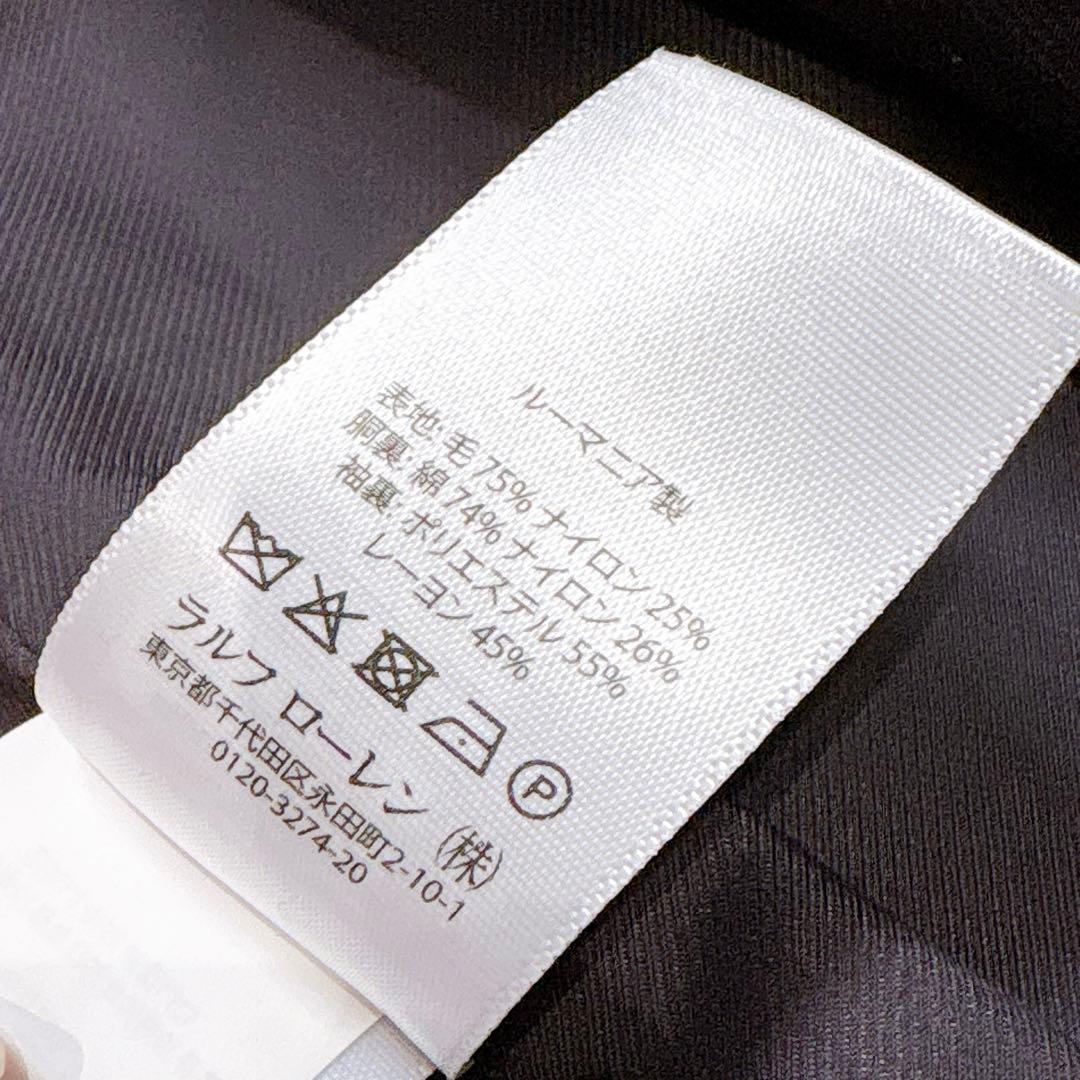 ルーマニア製
表地: 毛 75% ナイロン 25%
胴裏: 綿 74% ナイロン 26%
袖裏: ポリエステル 55%
レーヨン 45%
P
ラルフ ローレン (株)
東京都千代田区永田町2-10-1
0120-3274-20